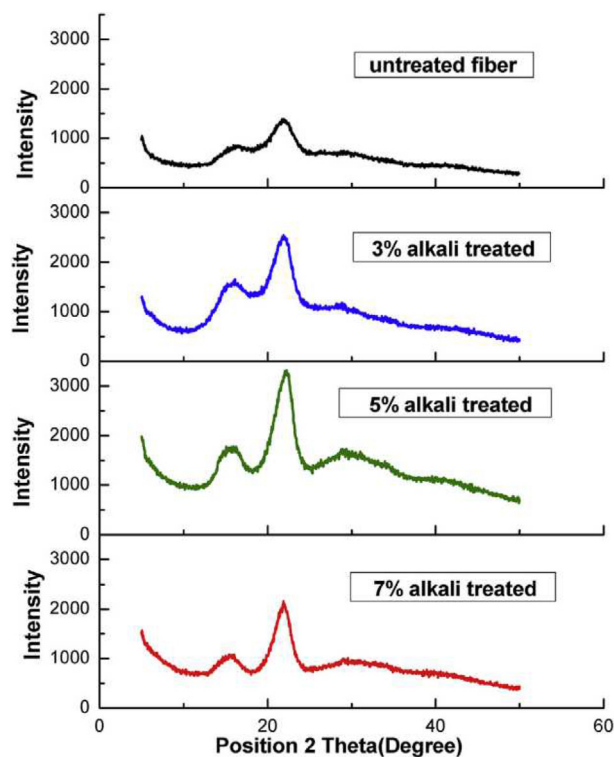 3000
untreated fiber
2000
Intensity
1000
0
3000
3% alkali treated
2000
Intensity
1000
0
3000
5% alkali treated
2000
Intensity
1000
0
3000
7% alkali treated
2000
Intensity
1000
0
0 20 40 60
Position 2 Theta(Degree)